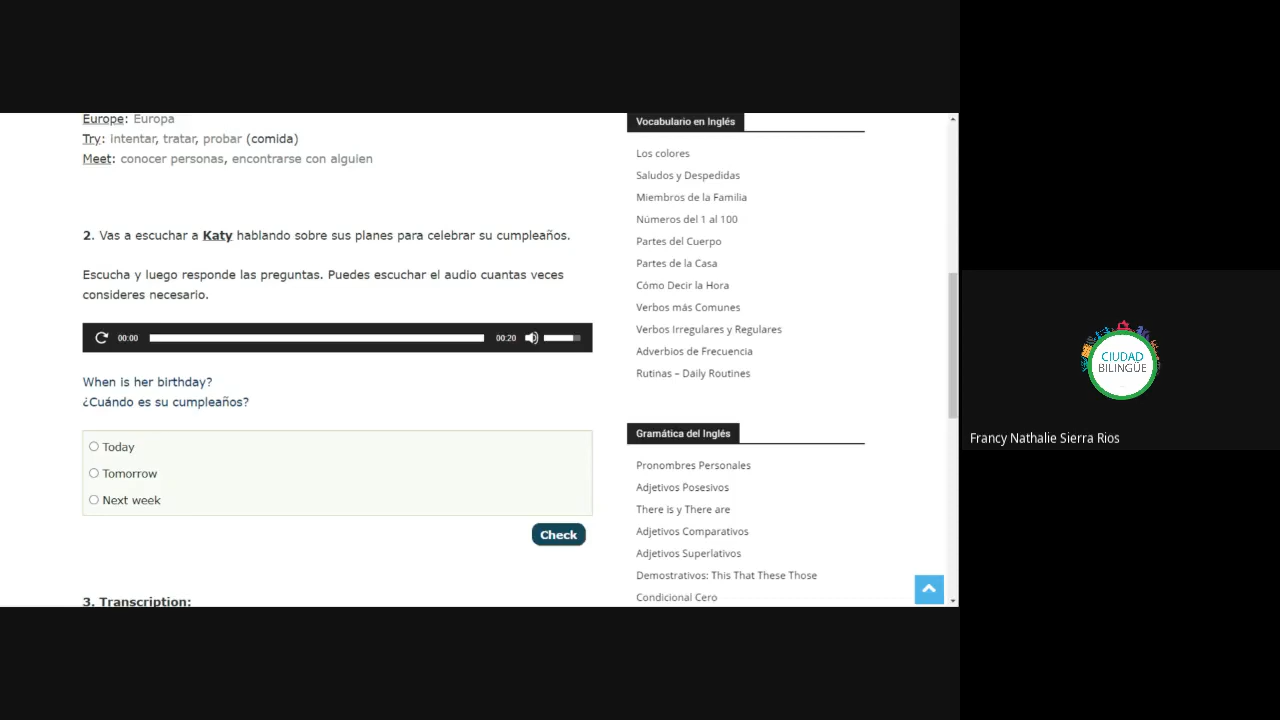 Europe: Europa
Try: intentar, tratar, probar (comida)
Meet: conocer personas, encontrarse con alguien
2. Vas a escuchar a Katy hablando sobre sus planes para celebrar su cumpleaños.
Escucha y luego responde las preguntas. Puedes escuchar el audio cuantas veces
consideres necesario.
00:00 00:20
When is her birthday?
¿Cuándo es su cumpleaños?
Today
Tomorrow
Next week
Check
3. Transcription:
Vocabulario en Inglés
Los colores
Saludos y Despedidas
Miembros de la Familia
Números del 1 al 100
Partes del Cuerpo
Partes de la Casa
Cómo Decir la Hora
Verbos más Comunes
Verbos Irregulares y Regulares
Adverbios de Frecuencia
Rutinas – Daily Routines
Gramática del Inglés
Pronombres Personales
Adjetivos Posesivos
There is y There are
Adjetivos Comparativos
Adjetivos Superlativos
Demostrativos: This That These Those
Condicional Cero
CIUDAD
BILINGÜE
Francy Nathalie Sierra Rios